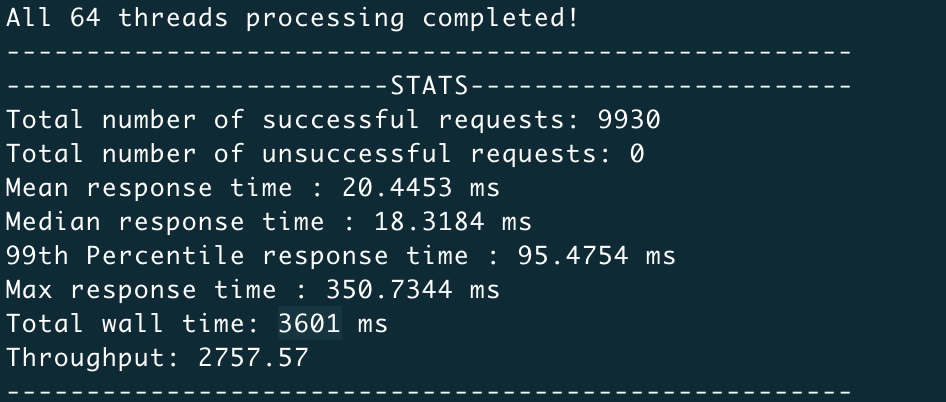 All 64 threads processing completed!
-----------------------------------------------------
------------------------STATS------------------------
Total number of successful requests: 9930
Total number of unsuccessful requests: 0
Mean response time : 20.4453 ms
Median response time : 18.3184 ms
99th Percentile response time : 95.4754 ms
Max response time : 350.7344 ms
Total wall time: 3601 ms
Throughput: 2757.57
-----------------------------------------------------